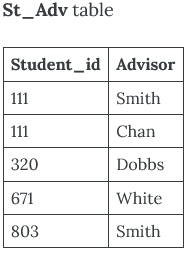 St_Adv table
Student_id Advisor
111 Smith
111 Chan
320 Dobbs
671 White
803 Smith